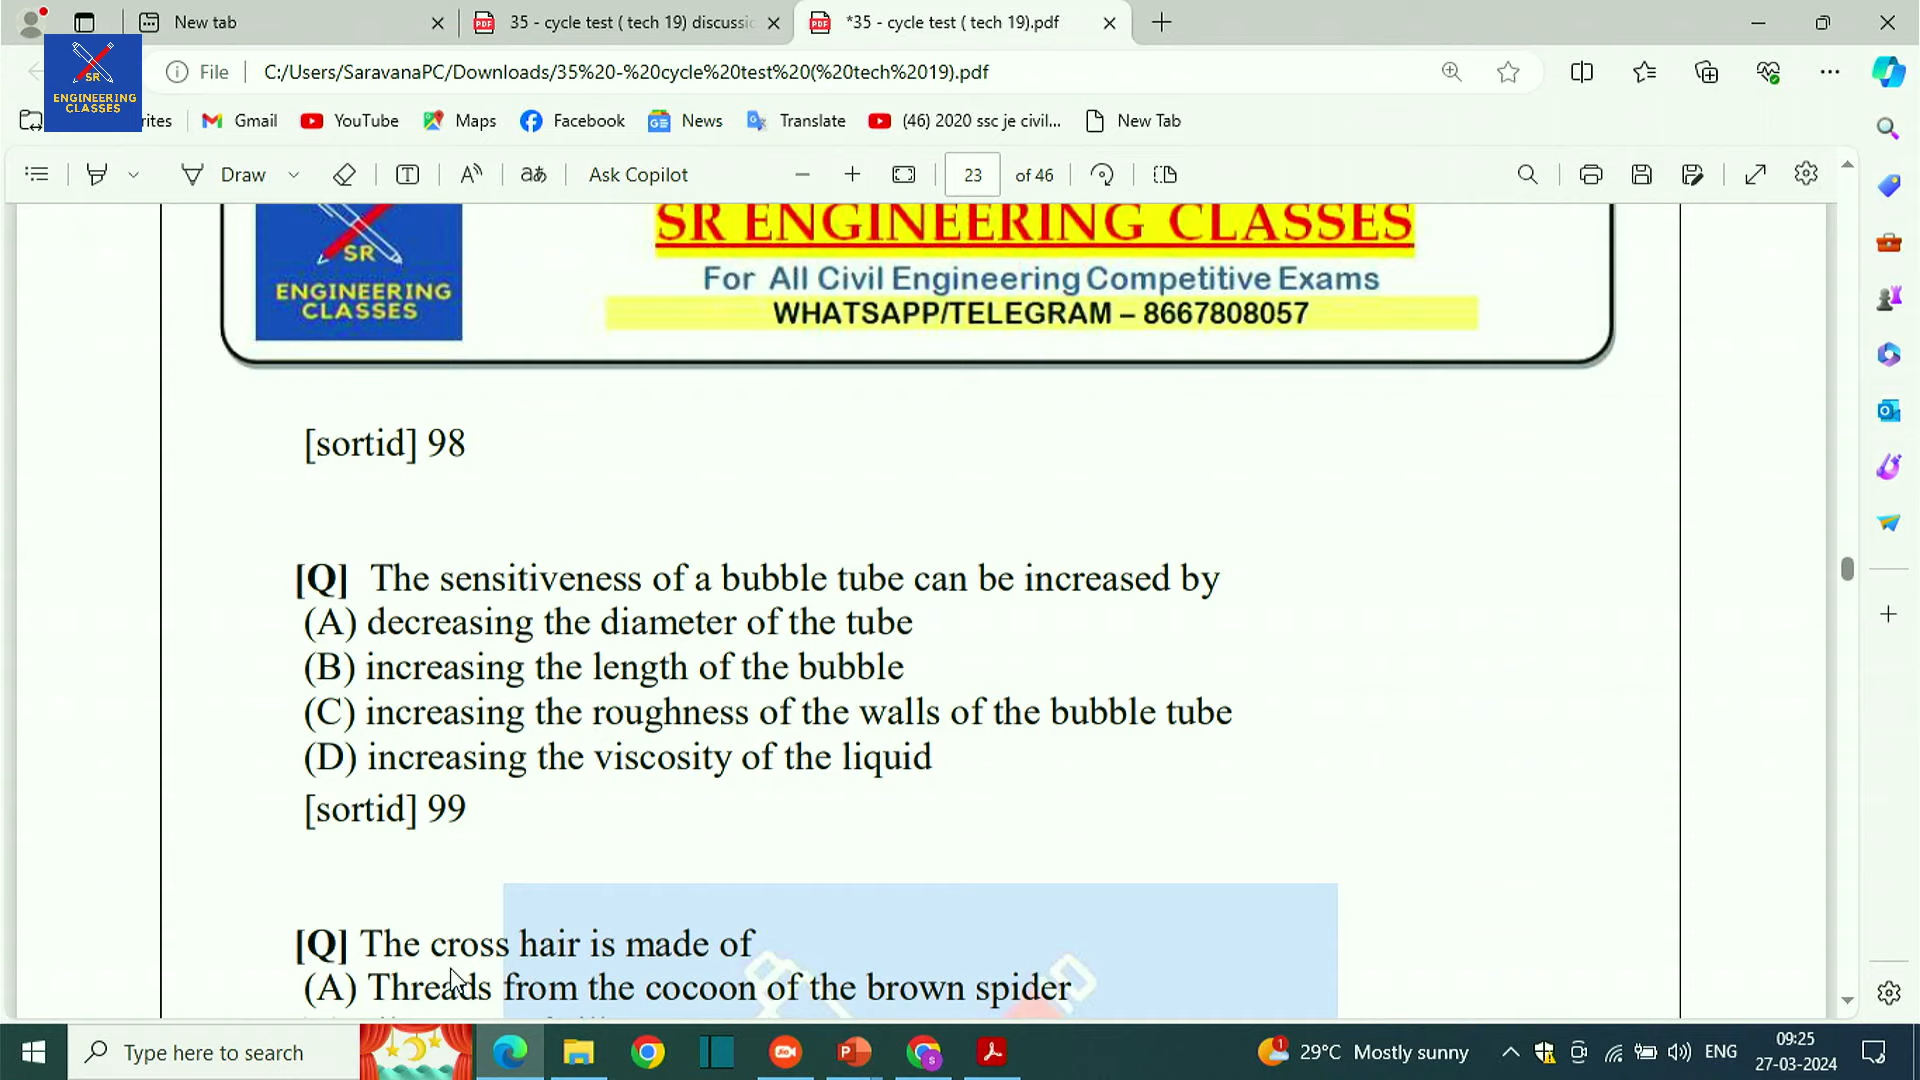 New tab
35 - cycle test ( tech 19) discussi
*35 - cycle test ( tech 19).pdf
SR
ENGINEERING
CLASSES
File
C:/Users/SaravanaPC/Downloads/35%20-%20cycle%20test%20(%20tech%2019).pdf
rites
Gmail
YouTube
Maps
Facebook
News
Translate
(46) 2020 ssc je civil...
New Tab
Draw
Ask Copilot
23
of 46
SR ENGINEERING CLASSES
For All Civil Engineering Competitive Exams
WHATSAPP/TELEGRAM – 8667808057
SR
ENGINEERING
CLASSES
[sortid] 98
[Q] The sensitiveness of a bubble tube can be increased by
(A) decreasing the diameter of the tube
(B) increasing the length of the bubble
(C) increasing the roughness of the walls of the bubble tube
(D) increasing the viscosity of the liquid
[sortid] 99
[Q] The cross hair is made of
(A) Threads from the cocoon of the brown spider
Type here to search
29°C Mostly sunny
ENG
09:25
27-03-2024